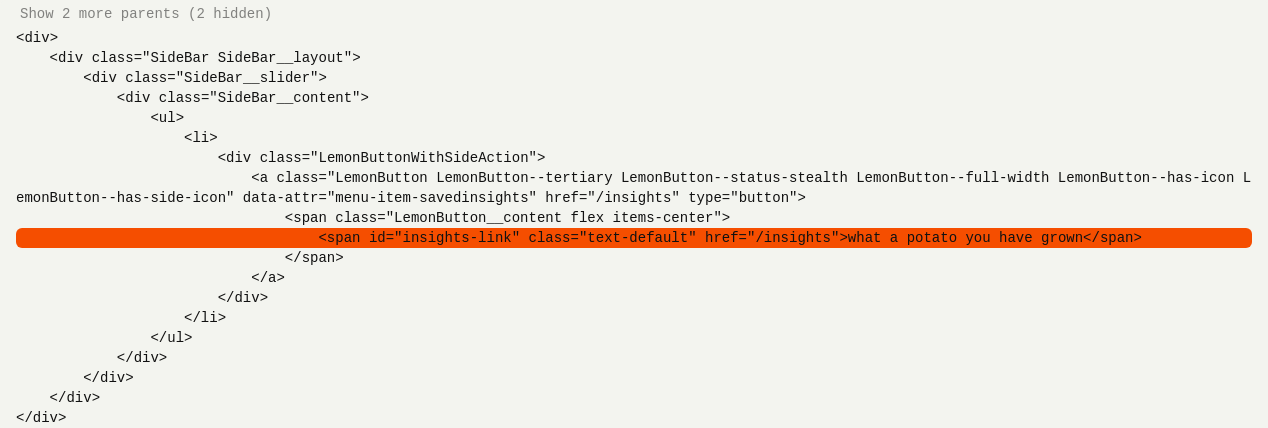 Show 2 more parents (2 hidden)
<div>
    <div class="SideBar SideBar__layout">
        <div class="SideBar__slider">
            <div class="SideBar__content">
                <ul>
                    <li>
                        <div class="LemonButtonWithSideAction">
                            <a class="LemonButton LemonButton--tertiary LemonButton--status-stealth LemonButton--full-width LemonButton--has-icon L
emonButton--has-side-icon" data-attr="menu-item-savedinsights" href="/insights" type="button">
                                <span class="LemonButton__content flex items-center">
                                    <span id="insights-link" class="text-default" href="/insights">what a potato you have grown</span>
                                </span>
                            </a>
                        </div>
                    </li>
                </ul>
            </div>
        </div>
    </div>
</div>